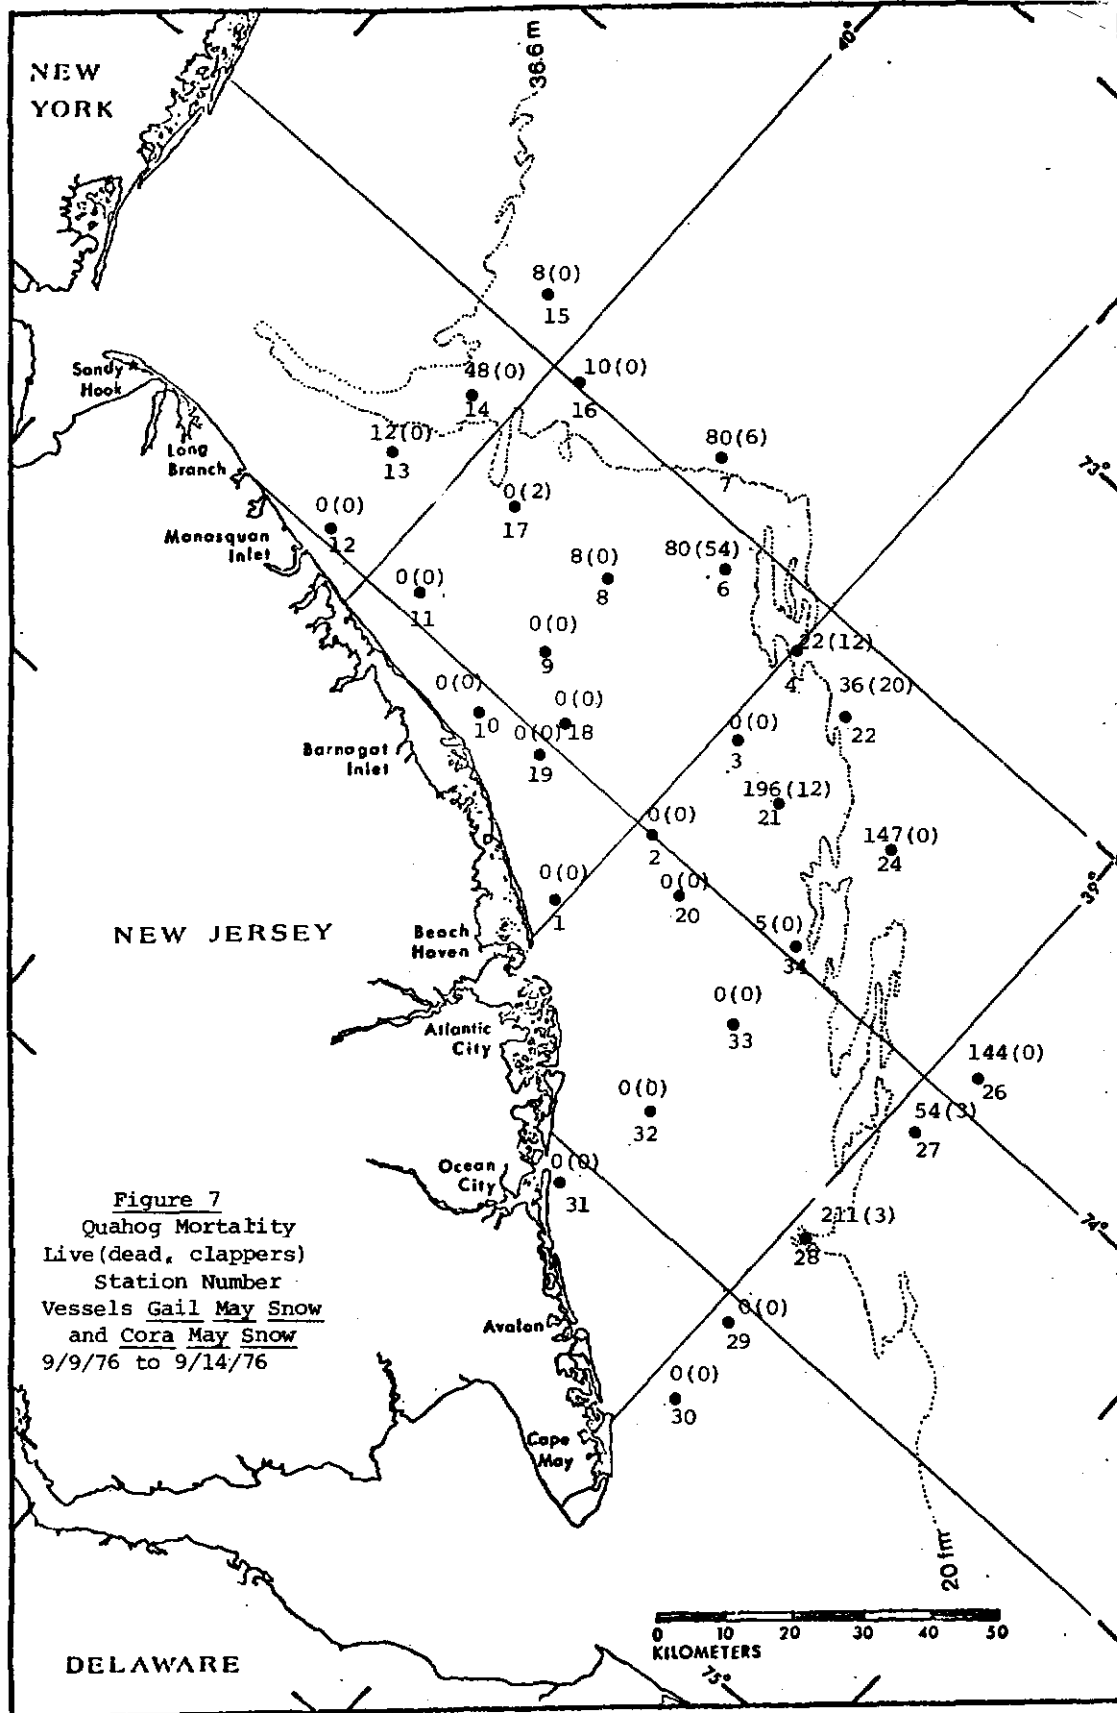 NEW
YORK
36.6 m
40°
8(0)
15
Sandy
Hook
48(0)
14
10(0)
16
12(0)
13
80(6)
7
73°
Long
Branch
0(2)
17
0(0)
12
Manasquan
Inlet
80(54)
6
8(0)
8
0(0)
11
0(0)
9
22(12)
4
36(20)
22
0(0)
10
0(0)
18
0(0)
19
0(0)
3
Barnagat
Inlet
196(12)
21
0(0)
2
147(0)
24
39°
0(0)
1
0(0)
20
NEW JERSEY
Beach
Haven
5(0)
34
0(0)
33
Atlantic
City
144(0)
26
0(0)
32
54(3)
27
Ocean
City
0(0)
31
74°
211(3)
28
Figure 7
Quahog Mortality
Live(dead, clappers)
Station Number
Vessels Gail May Snow
and Cora May Snow
9/9/76 to 9/14/76
Avalon
0(0)
29
0(0)
30
Cape
May
20 fm
0 10 20 30 40 50
KILOMETERS
DELAWARE
75°